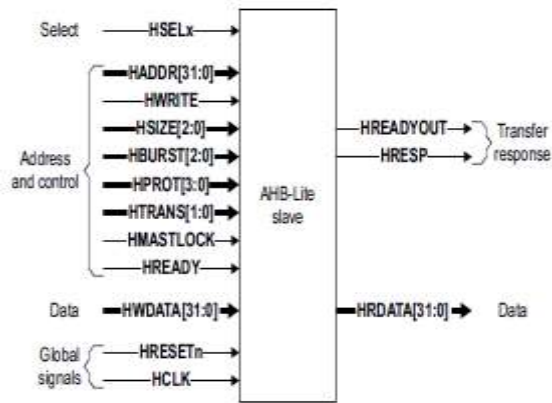 Select
HSELx
HADDR[31:0]
HWRITE
HSIZE[2:0]
HBURST[2:0]
HPROT[3:0]
HTRANS[1:0]
HMASTLOCK
HREADY
Address
and control
Data
HWDATA[31:0]
Global
signals
HRESETn
HCLK
AHB-Lite
slave
HREADYOUT
HRESP
Transfer
response
HRDATA[31:0]
Data